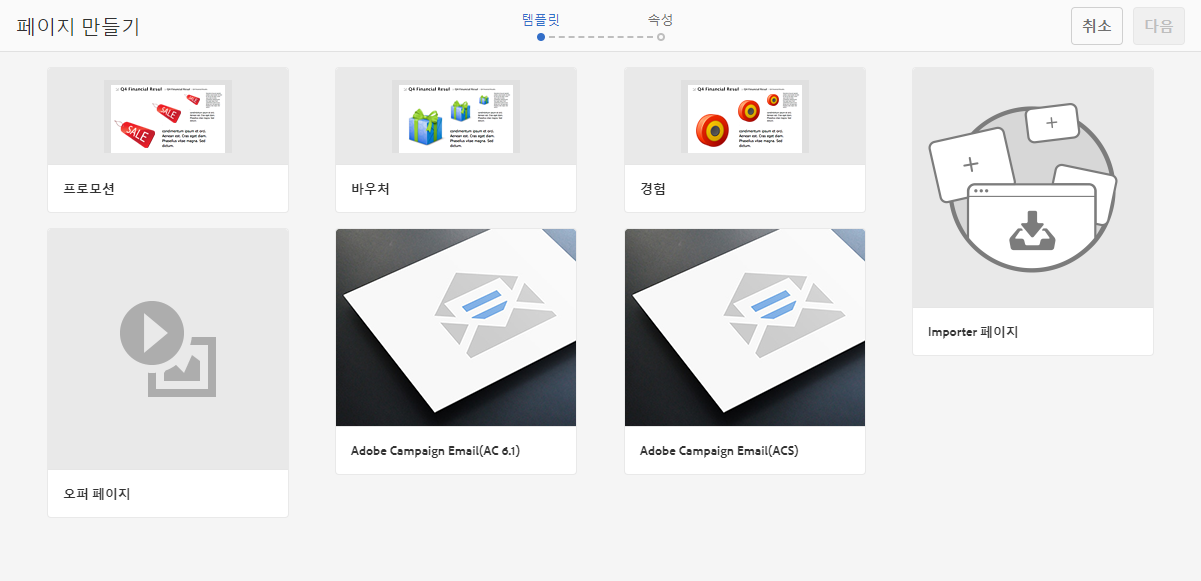 페이지 만들기
템플릿
속성
취소
다음
Q4 Financial Retail
SALE
SALE
condimentum ipsum et orci.
Aenean est. Cras eget diam.
Phasellus vitae magna. Sed
dictum.
프로모션
Q4 Financial Retail
condimentum ipsum et orci.
Aenean est. Cras eget diam.
Phasellus vitae magna. Sed
dictum.
바우처
Q4 Financial Retail
condimentum ipsum et orci.
Aenean est. Cras eget diam.
Phasellus vitae magna. Sed
dictum.
경험
Importer 페이지
오퍼 페이지
Adobe Campaign Email(AC 6.1)
Adobe Campaign Email(ACS)